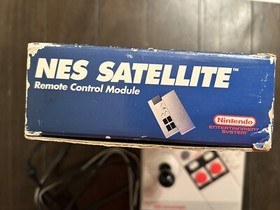 NES SATELLITE™
Remote Control Module
Nintendo
ENTERTAINMENT
SYSTEM